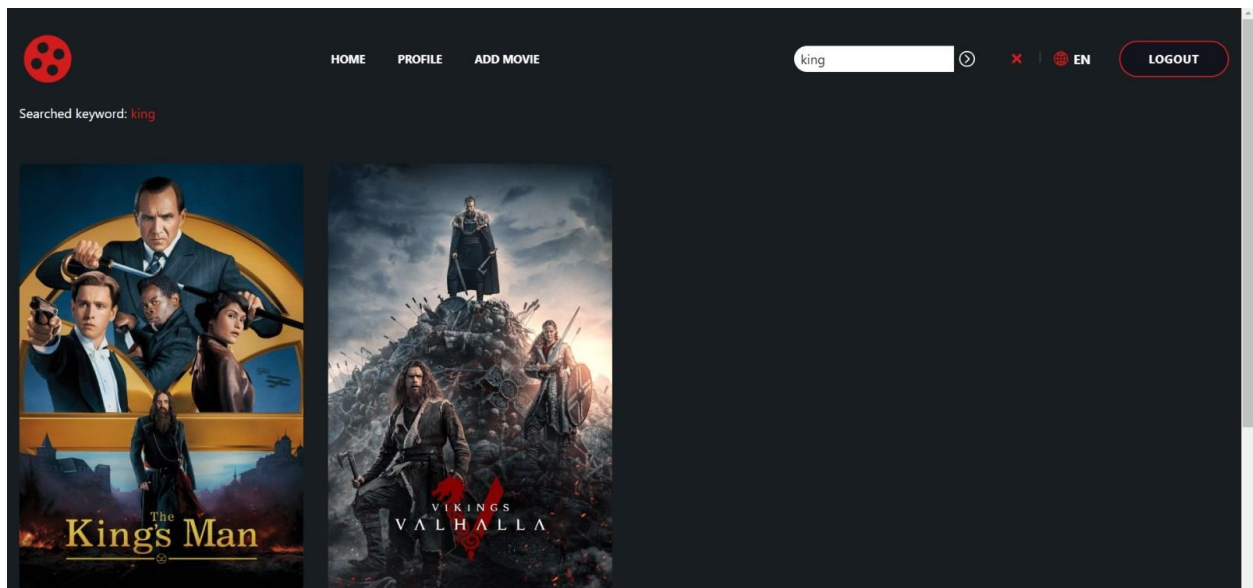 HOME PROFILE ADD MOVIE king EN LOGOUT
Searched keyword: king
The
King's Man
VIKINGS
VALHALLA